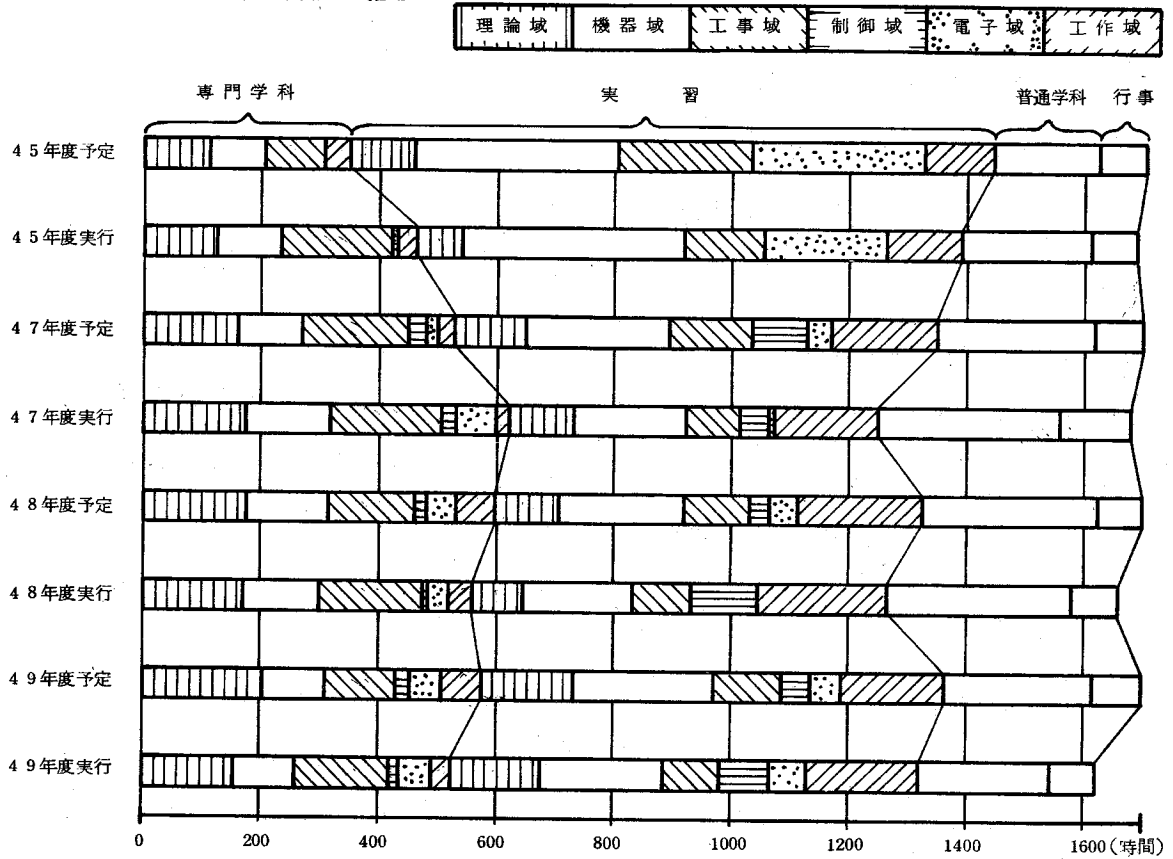 理論域 機器域 工事域 制御域 電子域 工作域
専門学科 実習 普通学科 行事
45年度予定
45年度実行
47年度予定
47年度実行
48年度予定
48年度実行
49年度予定
49年度実行
0 200 400 600 800 1000 1200 1400 1600(時間)